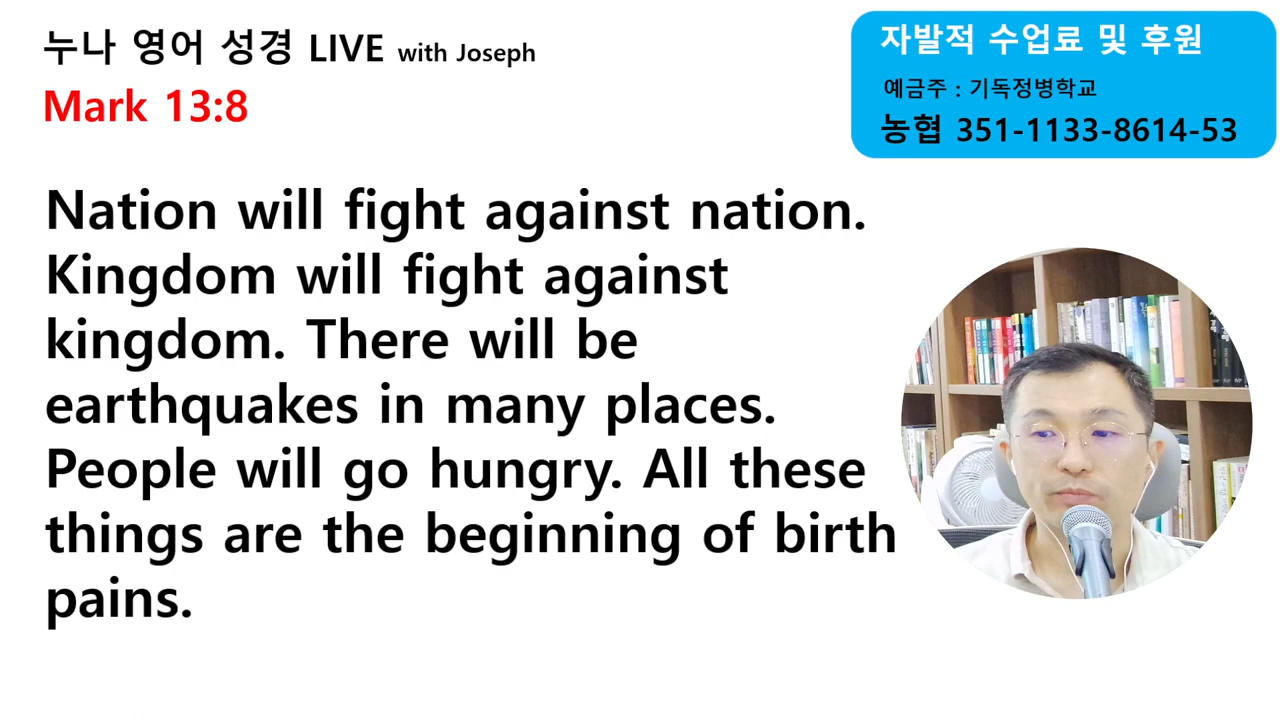 누나 영어 성경 LIVE with Joseph
Mark 13:8
자발적 수업료 및 후원
예금주 : 기독정병학교
농협 351-1133-8614-53
Nation will fight against nation.
Kingdom will fight against
kingdom. There will be
earthquakes in many places.
People will go hungry. All these
things are the beginning of birth
pains.